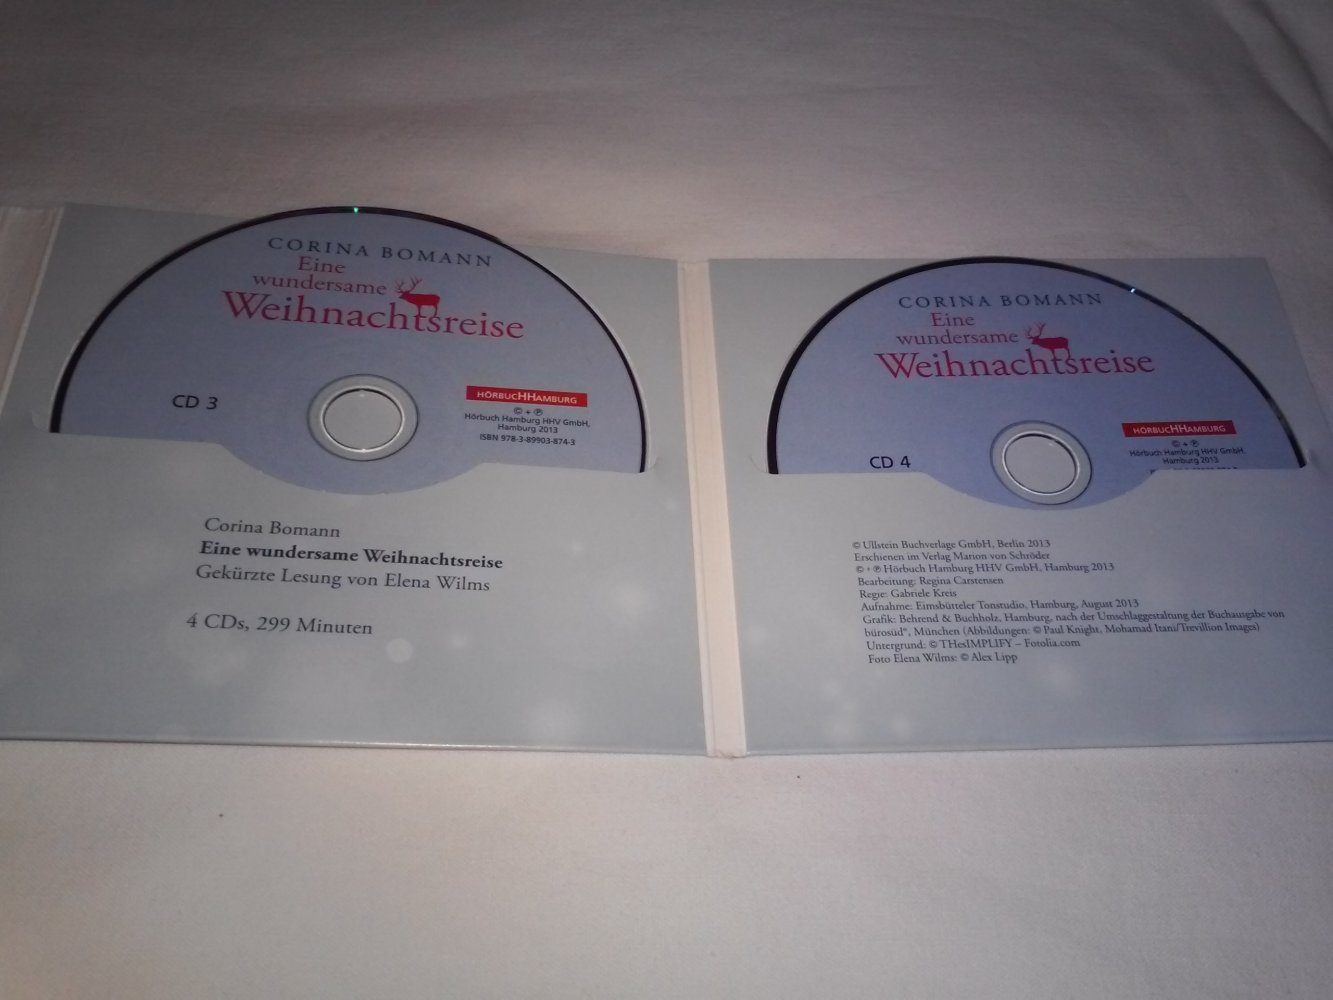 CORINA BOMANN
Eine
wundersame
Weihnachtsreise
CD 3
HÖRBUCHHAMBURG
© + ℗
Hörbuch Hamburg HHV GmbH,
Hamburg 2013
ISBN 978-3-89903-874-3
Corina Bomann
Eine wundersame Weihnachtsreise
Gekürzte Lesung von Elena Wilms
4 CDs, 299 Minuten
CORINA BOMANN
Eine
wundersame
Weihnachtsreise
CD 4
HÖRBUCHHAMBURG
© + ℗
Hörbuch Hamburg HHV GmbH,
Hamburg 2013
© Ullstein Buchverlage GmbH, Berlin 2013
Erschienen im Verlag Marion von Schröder
© + ℗ Hörbuch Hamburg HHV GmbH, Hamburg 2013
Bearbeitung: Regina Carstensen
Regie: Gabriele Kreis
Aufnahme: Eimsbütteler Tonstudio, Hamburg, August 2013
Grafik: Behrend & Buchholz, Hamburg, nach der Umschlaggestaltung der Buchausgabe von
bürosüd°, München (Abbildungen: © Paul Knight, Mohamad Itani/Trevillion Images)
Untergrund: © THesIMPLIFY – Fotolia.com
Foto Elena Wilms: © Alex Lipp